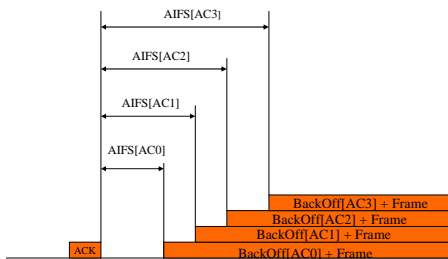 AIFS[AC3]
AIFS[AC2]
AIFS[AC1]
AIFS[AC0]
BackOff[AC3] + Frame
BackOff[AC2] + Frame
BackOff[AC1] + Frame
ACK
BackOff[AC0] + Frame